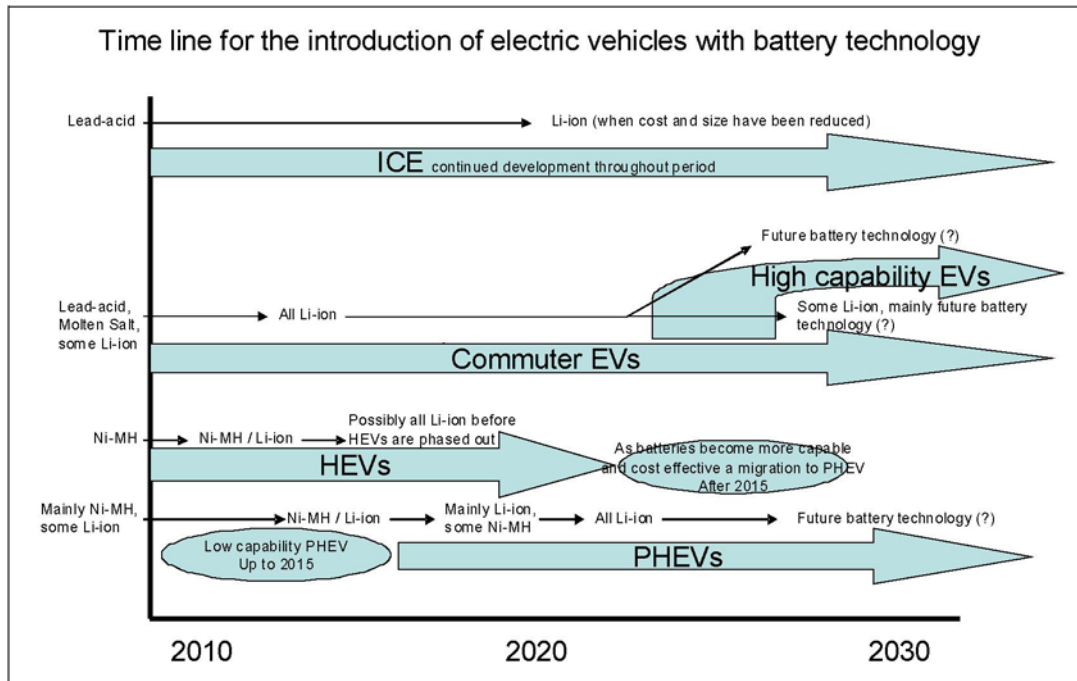 Time line for the introduction of electric vehicles with battery technology
Lead-acid
Li-ion (when cost and size have been reduced)
ICE continued development throughout period
Future battery technology (?)
High capability EVs
Lead-acid,
Molten Salt,
some Li-ion
All Li-ion
Some Li-ion, mainly future battery
technology (?)
Commuter EVs
Ni-MH
Ni-MH / Li-ion
Possibly all Li-ion before
HEVs are phased out
HEVs
As batteries become more capable
and cost effective a migration to PHEV
After 2015
Mainly Ni-MH,
some Li-ion
Ni-MH / Li-ion
Mainly Li-ion,
some Ni-MH
All Li-ion
Future battery technology (?)
Low capability PHEV
Up to 2015
PHEVs
2010
2020
2030